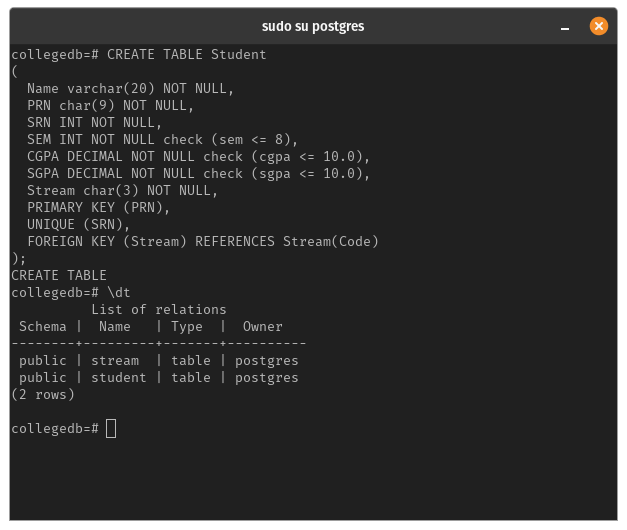 sudo su postgres
collegedb=# CREATE TABLE Student
(
  Name varchar(20) NOT NULL,
  PRN char(9) NOT NULL,
  SRN INT NOT NULL,
  SEM INT NOT NULL check (sem <= 8),
  CGPA DECIMAL NOT NULL check (cgpa <= 10.0),
  SGPA DECIMAL NOT NULL check (sgpa <= 10.0),
  Stream char(3) NOT NULL,
  PRIMARY KEY (PRN),
  UNIQUE (SRN),
  FOREIGN KEY (Stream) REFERENCES Stream(Code)
);
CREATE TABLE
collegedb=# \dt
          List of relations
 Schema |  Name   | Type  |  Owner
--------+---------+-------+----------
 public | stream  | table | postgres
 public | student | table | postgres
(2 rows)

collegedb=#